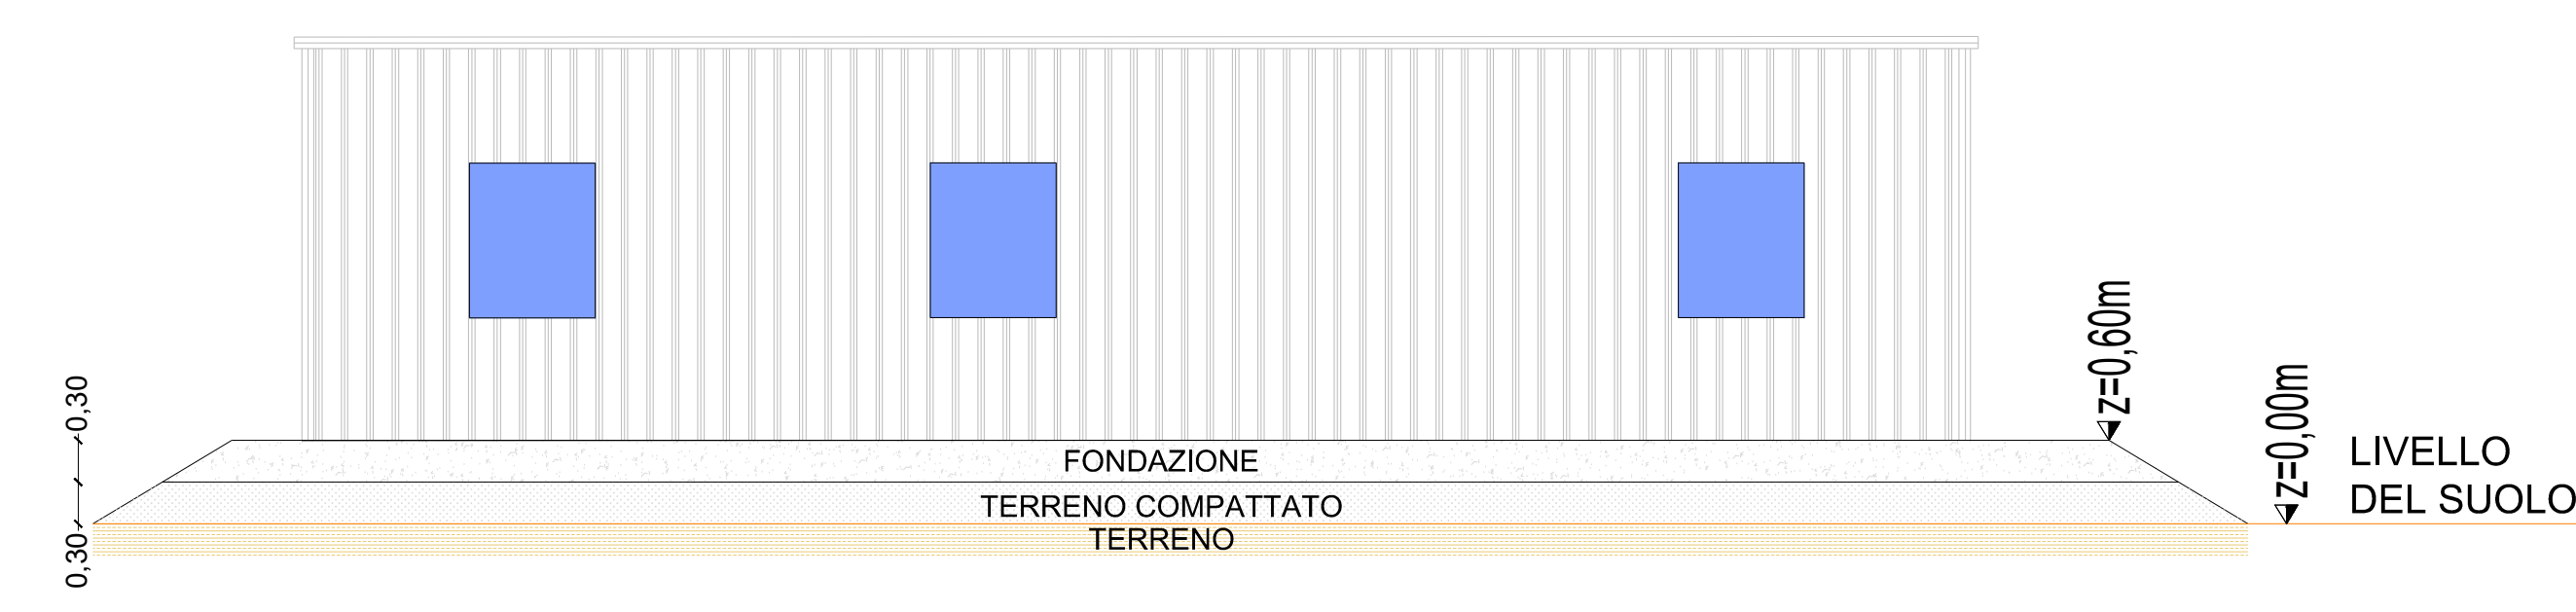 0,30
0,30
FONDAZIONE
TERRENO COMPATTATO
TERRENO
z=0,60m
z=0,00m
LIVELLO
DEL SUOLO